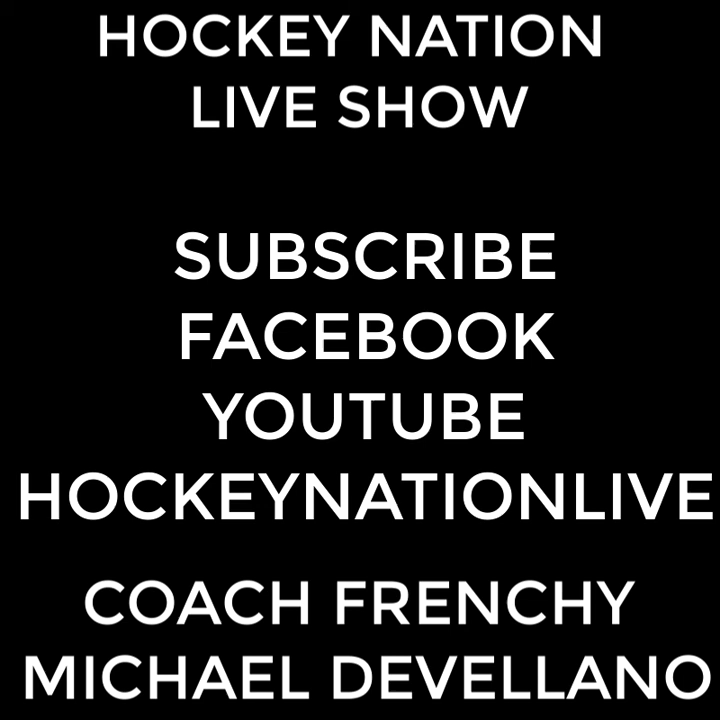 HOCKEY NATION
LIVE SHOW
SUBSCRIBE
FACEBOOK
YOUTUBE
HOCKEYNATIONLIVE
COACH FRENCHY
MICHAEL DEVELLANO